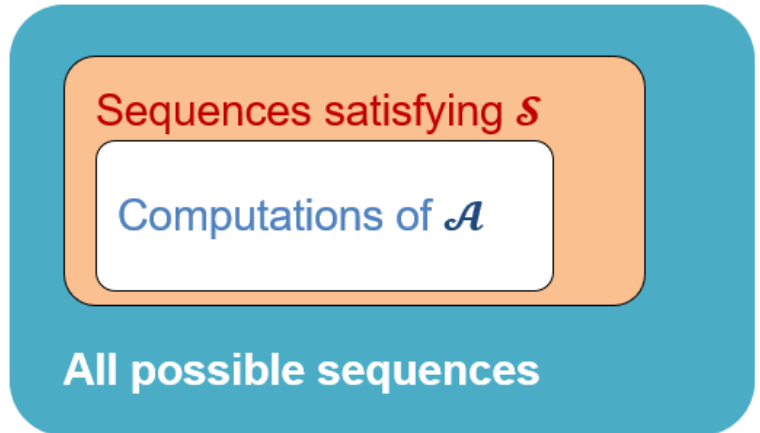 Sequences satisfying 𝓢
Computations of 𝓐
All possible sequences